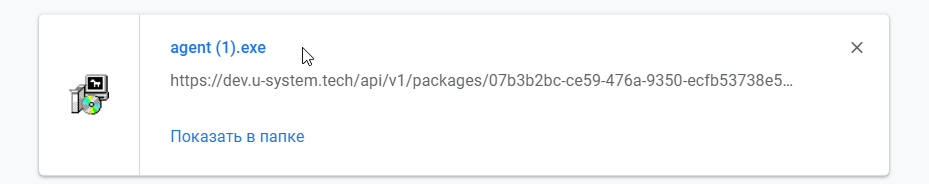 agent (1).exe
https://dev.u-system.tech/api/v1/packages/07b3b2bc-ce59-476a-9350-ecfb53738e5...
Показать в папке